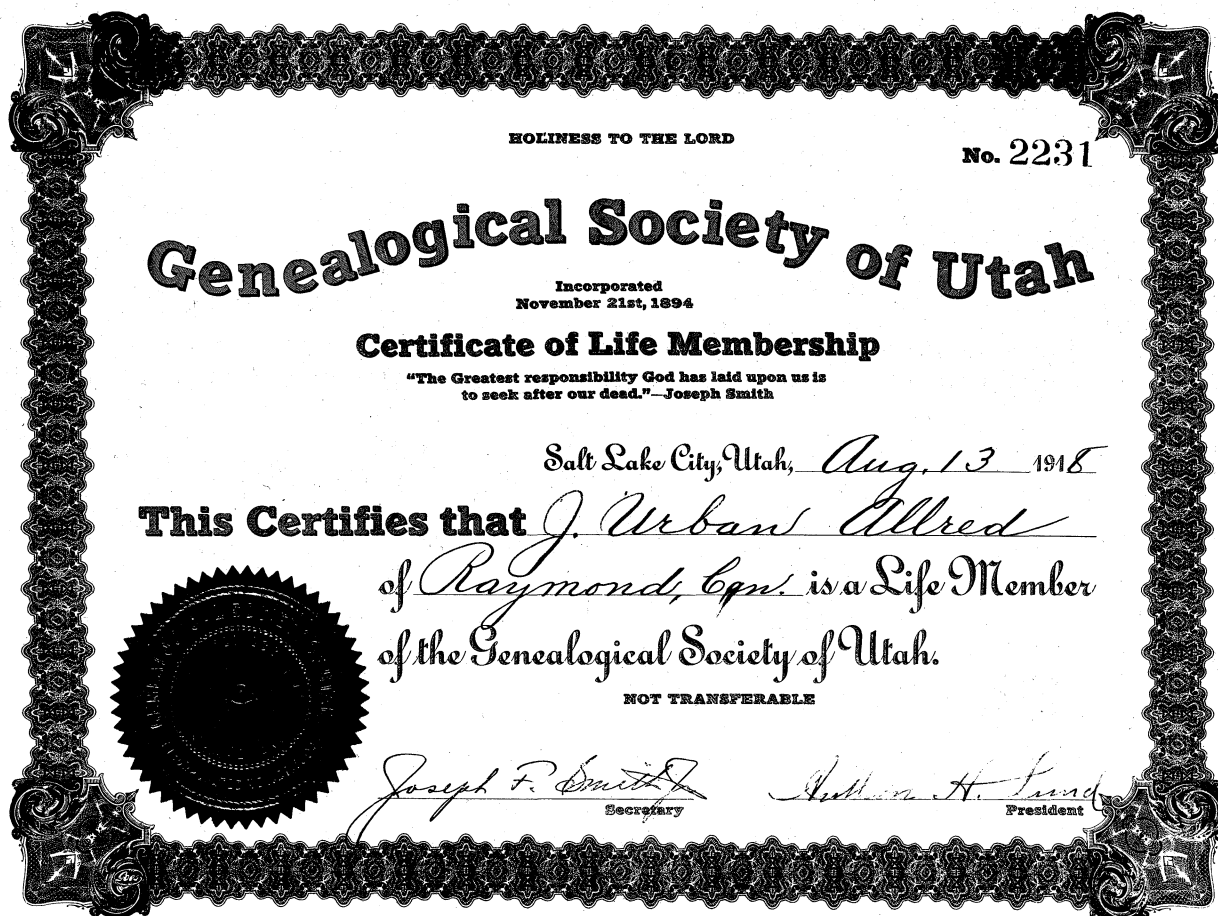 HOLINESS TO THE LORD
No. 2231
Genealogical Society of Utah
Incorporated
November 21st, 1894
Certificate of Life Membership
"The Greatest responsibility God has laid upon us is
to seek after our dead."—Joseph Smith
Salt Lake City, Utah, Aug. 13 1918
This Certifies that J. Urban Allred
of Raymond, Can. is a Life Member
of the Genealogical Society of Utah.
NOT TRANSFERABLE
Joseph F. Smith Jr
Anthon H. Lund
Secretary
President